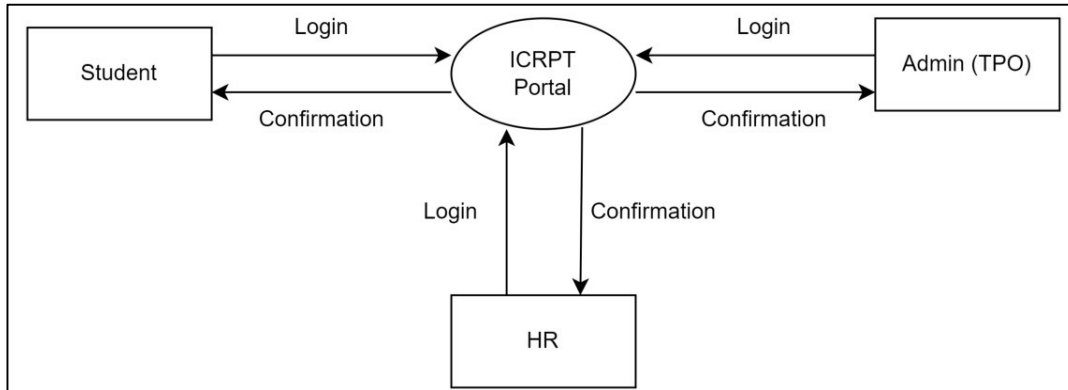 Login
Login
Student
ICRPT
Portal
Admin (TPO)
Confirmation
Confirmation
Login
Confirmation
HR